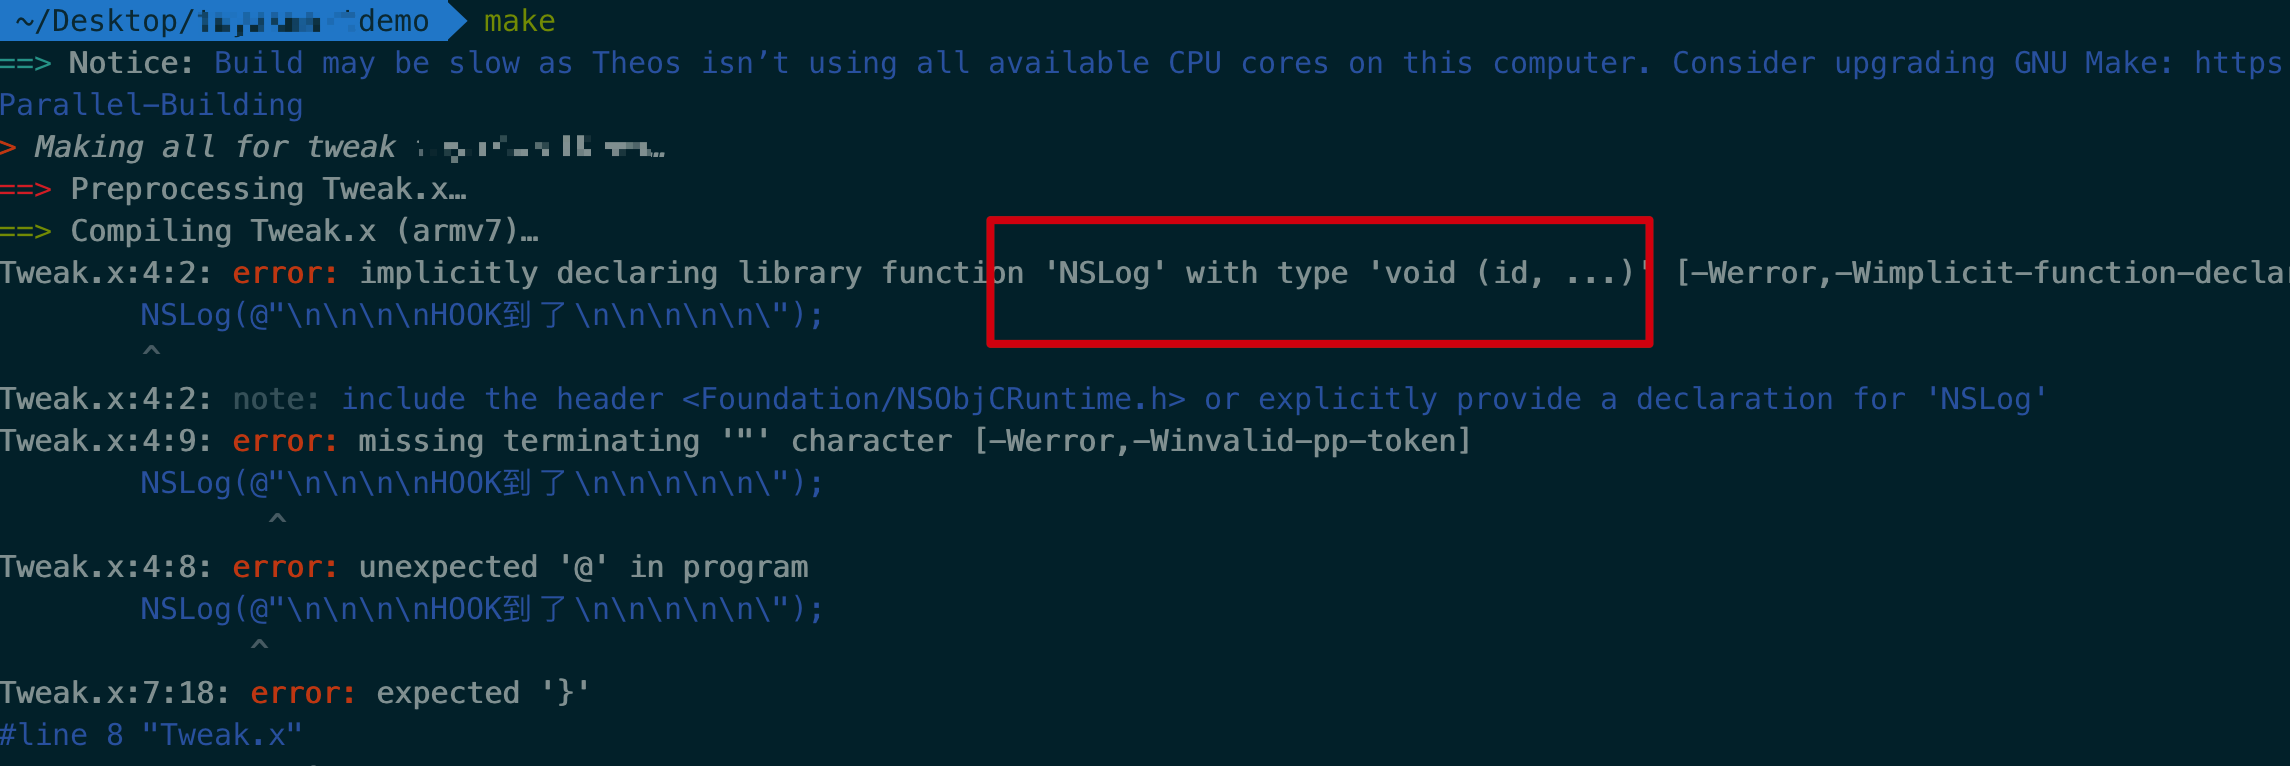 ~/Desktop/ demo make
==> Notice: Build may be slow as Theos isn’t using all available CPU cores on this computer. Consider upgrading GNU Make: https
Parallel-Building
> Making all for tweak …
==> Preprocessing Tweak.x…
==> Compiling Tweak.x (armv7)…
Tweak.x:4:2: error: implicitly declaring library function 'NSLog' with type 'void (id, ...)' [-Werror,-Wimplicit-function-declar
NSLog(@"\n\n\n\nHOOK到了\n\n\n\n\n\");
^
Tweak.x:4:2: note: include the header <Foundation/NSObjCRuntime.h> or explicitly provide a declaration for 'NSLog'
Tweak.x:4:9: error: missing terminating '"' character [-Werror,-Winvalid-pp-token]
NSLog(@"\n\n\n\nHOOK到了\n\n\n\n\n\");
^
Tweak.x:4:8: error: unexpected '@' in program
NSLog(@"\n\n\n\nHOOK到了\n\n\n\n\n\");
^
Tweak.x:7:18: error: expected '}'
#line 8 "Tweak.x"